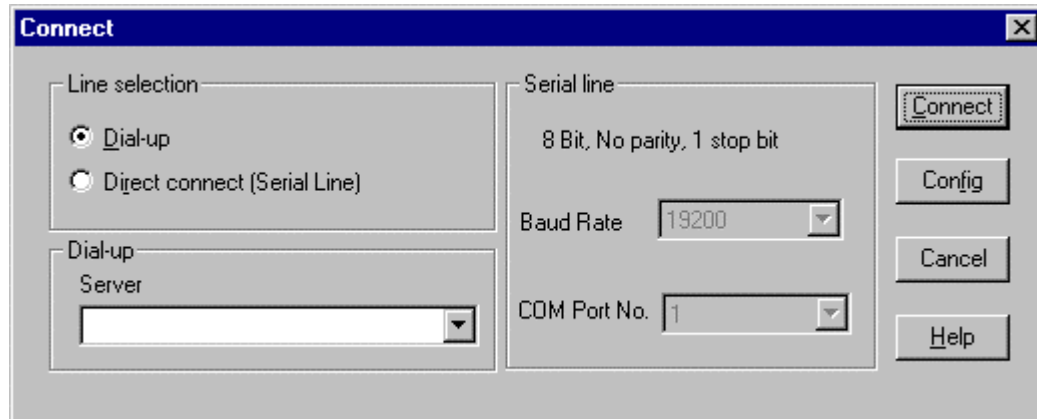 Connect
Line selection
Dial-up
Direct connect (Serial Line)
Dial-up
Server
Serial line
8 Bit, No parity, 1 stop bit
Baud Rate 19200
COM Port No. 1
Connect
Config
Cancel
Help